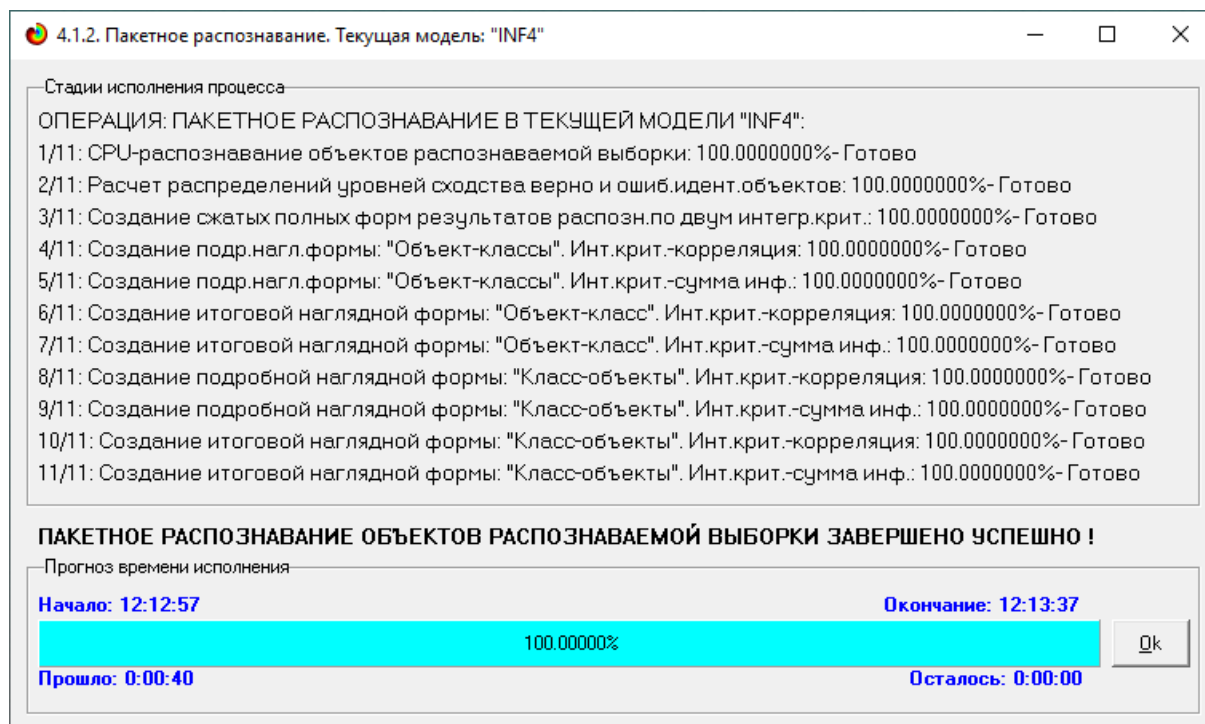 4.1.2. Пакетное распознавание. Текущая модель: "INF4"
Стадии исполнения процесса
ОПЕРАЦИЯ: ПАКЕТНОЕ РАСПОЗНАВАНИЕ В ТЕКУЩЕЙ МОДЕЛИ "INF4":
1/11: CPU-распознавание объектов распознаваемой выборки: 100.0000000%- Готово
2/11: Расчет распределений уровней сходства верно и ошиб.идент.объектов: 100.0000000%- Готово
3/11: Создание сжатых полных форм результатов распозн.по двум интегр.крит.: 100.0000000%- Готово
4/11: Создание подр.нагл.формы: "Объект-классы". Инт.крит.-корреляция: 100.0000000%- Готово
5/11: Создание подр.нагл.формы: "Объект-классы". Инт.крит.-сумма инф.: 100.0000000%- Готово
6/11: Создание итоговой наглядной формы: "Объект-класс". Инт.крит.-корреляция: 100.0000000%- Готово
7/11: Создание итоговой наглядной формы: "Объект-класс". Инт.крит.-сумма инф.: 100.0000000%- Готово
8/11: Создание подробной наглядной формы: "Класс-объекты". Инт.крит.-корреляция: 100.0000000%- Готово
9/11: Создание подробной наглядной формы: "Класс-объекты". Инт.крит.-сумма инф.: 100.0000000%- Готово
10/11: Создание итоговой наглядной формы: "Класс-объекты". Инт.крит.-корреляция: 100.0000000%- Готово
11/11: Создание итоговой наглядной формы: "Класс-объекты". Инт.крит.-сумма инф.: 100.0000000%- Готово
ПАКЕТНОЕ РАСПОЗНАВАНИЕ ОБЪЕКТОВ РАСПОЗНАВАЕМОЙ ВЫБОРКИ ЗАВЕРШЕНО УСПЕШНО !
Прогноз времени исполнения
Начало: 12:12:57 Окончание: 12:13:37
100.00000% Ok
Прошло: 0:00:40 Осталось: 0:00:00